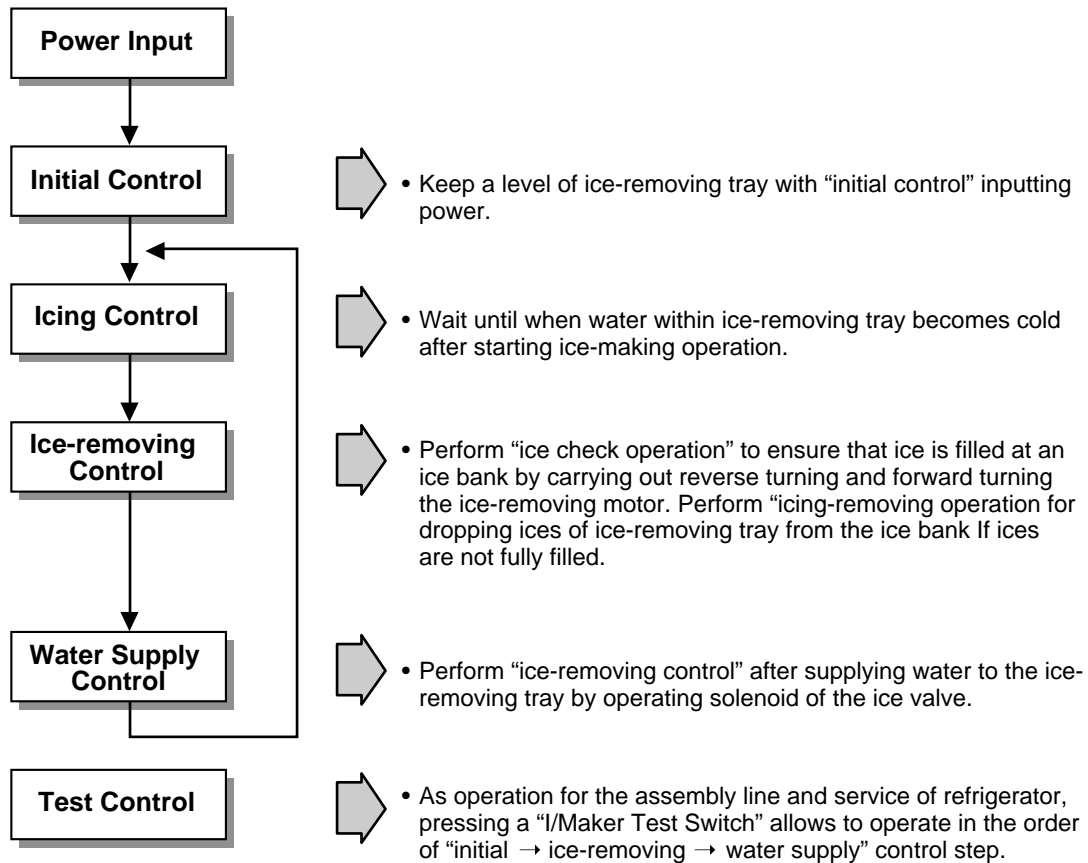 Power Input
Initial Control
• Keep a level of ice-removing tray with “initial control” inputting
power.
Icing Control
• Wait until when water within ice-removing tray becomes cold
after starting ice-making operation.
Ice-removing
Control
• Perform “ice check operation” to ensure that ice is filled at an
ice bank by carrying out reverse turning and forward turning
the ice-removing motor. Perform “icing-removing operation for
dropping ices of ice-removing tray from the ice bank If ices
are not fully filled.
Water Supply
Control
• Perform “ice-removing control” after supplying water to the ice-
removing tray by operating solenoid of the ice valve.
Test Control
• As operation for the assembly line and service of refrigerator,
pressing a “I/Maker Test Switch” allows to operate in the order
of “initial → ice-removing → water supply” control step.